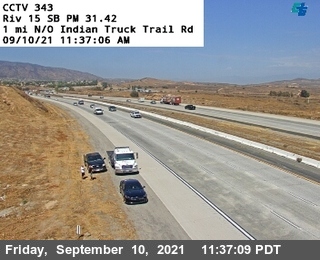 CCTV 343
Riv 15 SB PM 31.42
1 mi N/O Indian Truck Trail Rd
09/10/21 11:37:06 AM
Friday, September 10, 2021 11:37:09 PDT